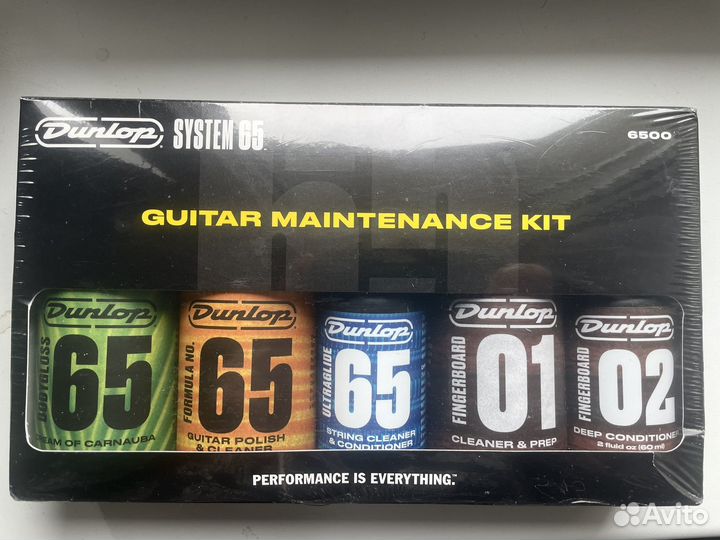 Dunlop SYSTEM 65 6500
GUITAR MAINTENANCE KIT
Dunlop
BODYGLOSS
65
CREAM OF CARNAUBA
Dunlop
FORMULA NO.
65
GUITAR POLISH
& CLEANER
Dunlop
ULTRAGLIDE
65
STRING CLEANER
& CONDITIONER
Dunlop
FINGERBOARD
01
CLEANER & PREP
Dunlop
FINGERBOARD
02
DEEP CONDITIONER
2 fluid oz (60 ml)
PERFORMANCE IS EVERYTHING.™
Avito